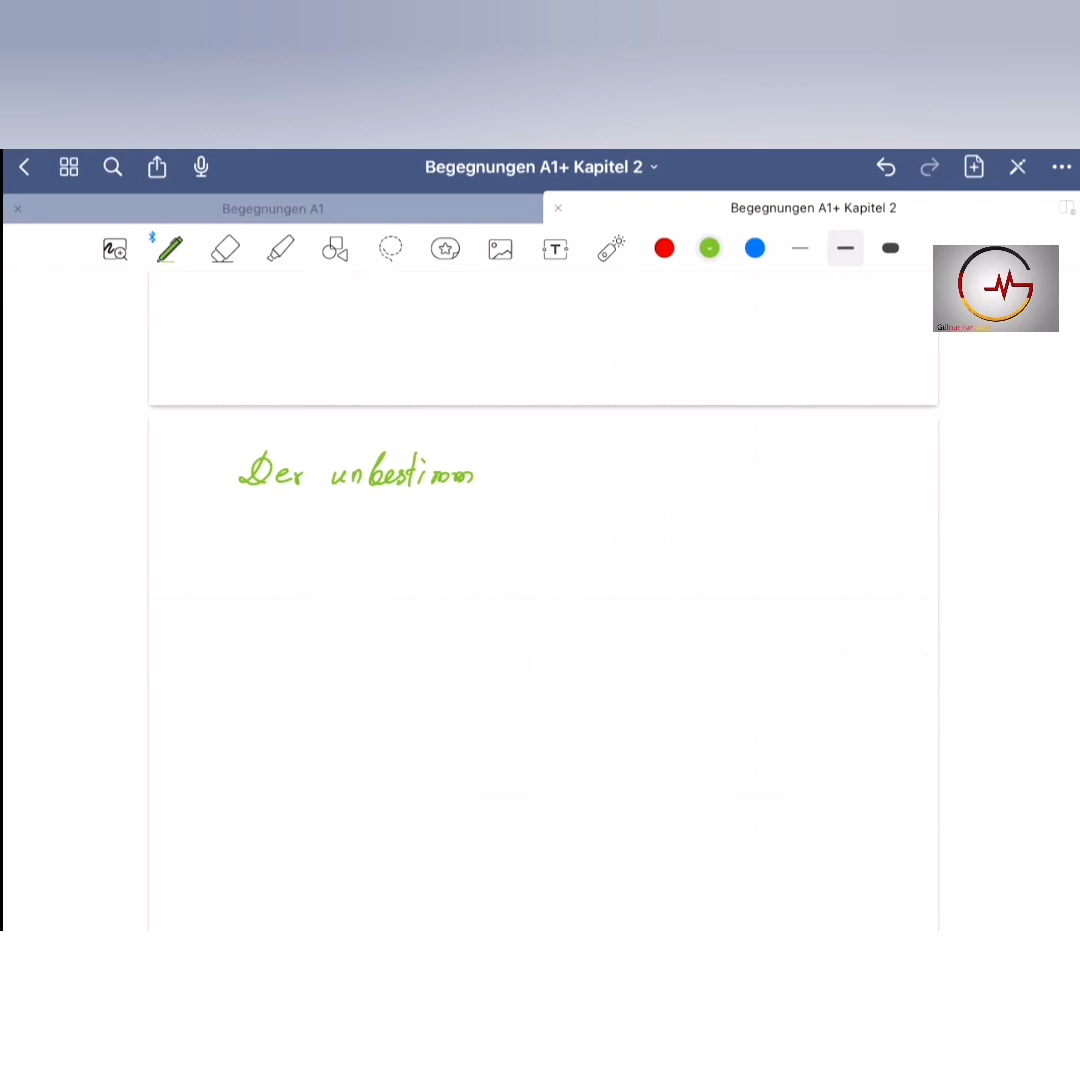 Begegnungen A1+ Kapitel 2
Begegnungen A1
Begegnungen A1+ Kapitel 2
T
Der unbestimm